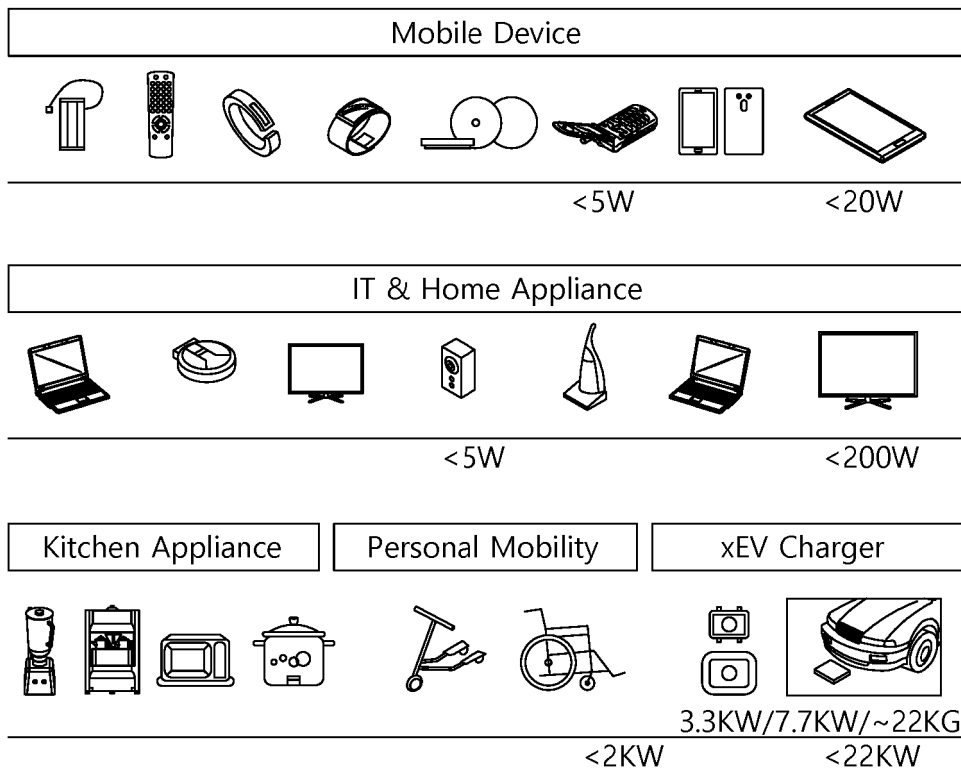 Mobile Device
<5W <20W
IT & Home Appliance
<5W <200W
Kitchen Appliance Personal Mobility xEV Charger
3.3KW/7.7KW/~22KG
<2KW <22KW